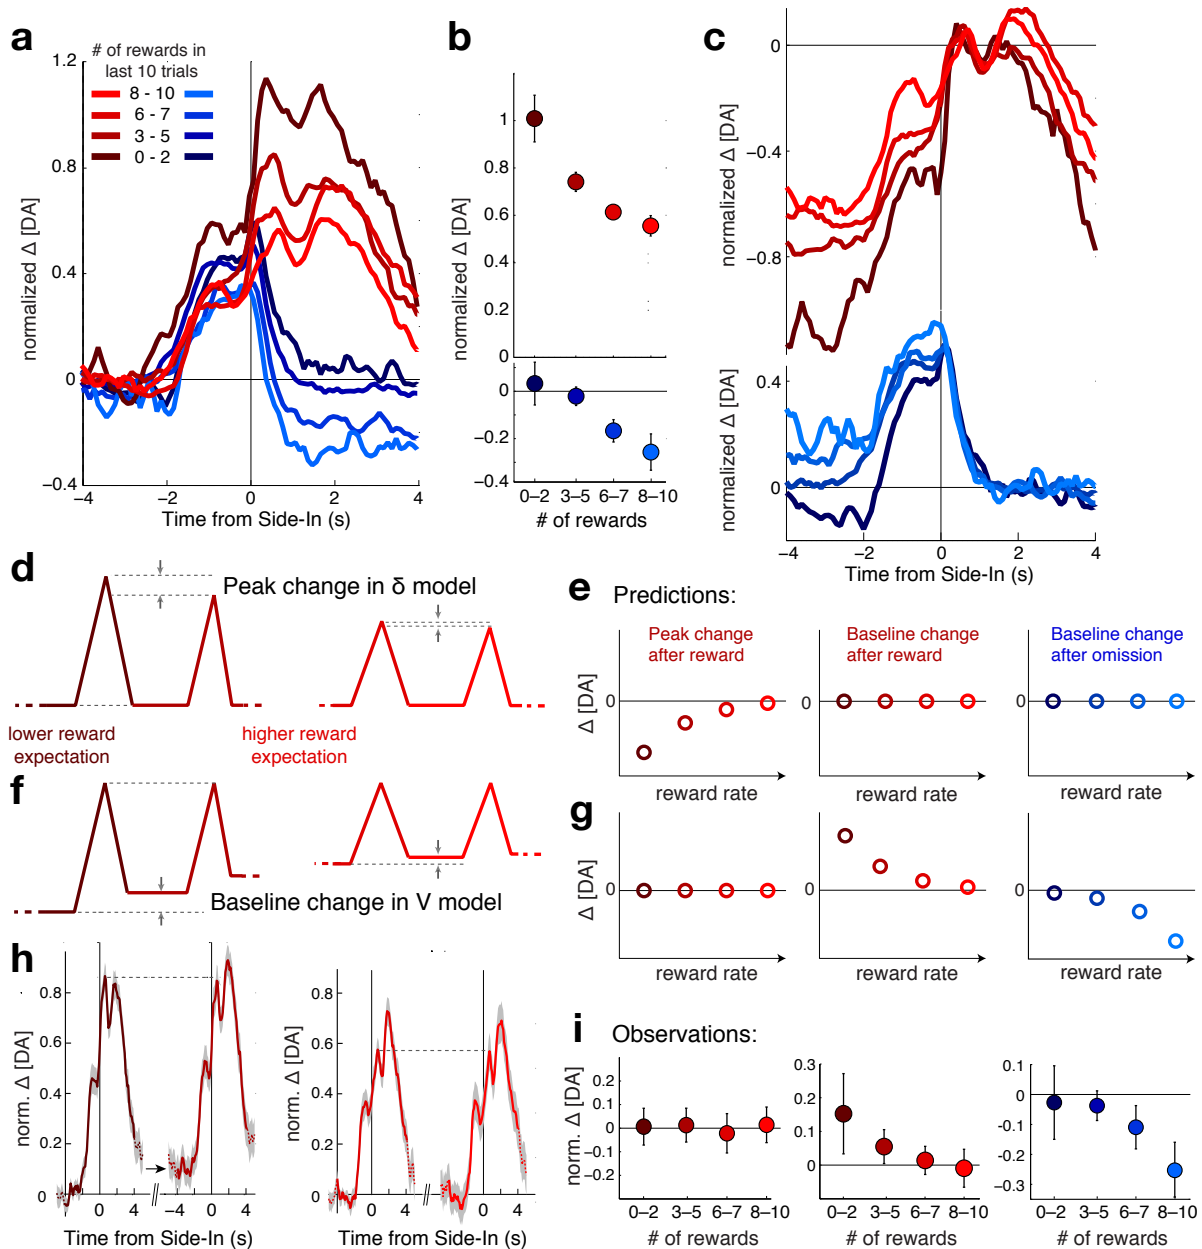 a
# of rewards in
last 10 trials
8 - 10
6 - 7
3 - 5
0 - 2
normalized Δ [DA]
1.2
0.8
0.4
0
−0.4
−4
−2
0
2
4
Time from Side-In (s)
b
1
0.8
0.6
0.4
0.2
0
0
−0.2
−0.4
0−2
3−5
6−7
8−10
# of rewards
c
normalized Δ [DA]
0
−0.4
−0.8
normalized Δ [DA]
0.4
0
−4
−2
0
2
4
Time from Side-In (s)
d
Peak change in δ model
lower reward
expectation
higher reward
expectation
e
Predictions:
Peak change
after reward
Baseline change
after reward
Baseline change
after omission
Δ [DA]
0
0
0
reward rate
reward rate
reward rate
f
Baseline change in V model
g
Δ [DA]
0
0
0
reward rate
reward rate
reward rate
h
norm. Δ [DA]
0.8
0.6
0.4
0.2
0
0
4
−4
0
4
Time from Side-In (s)
norm. Δ [DA]
0.8
0.6
0.4
0.2
0
0
4
−4
0
4
Time from Side-In (s)
i
Observations:
norm. Δ [DA]
0.2
0.1
0
−0.1
−0.2
0−2
3−5
6−7
8−10
# of rewards
0.3
0.2
0.1
0
0−2
3−5
6−7
8−10
# of rewards
0.1
0
−0.1
−0.2
−0.3
0−2
3−5
6−7
8−10
# of rewards